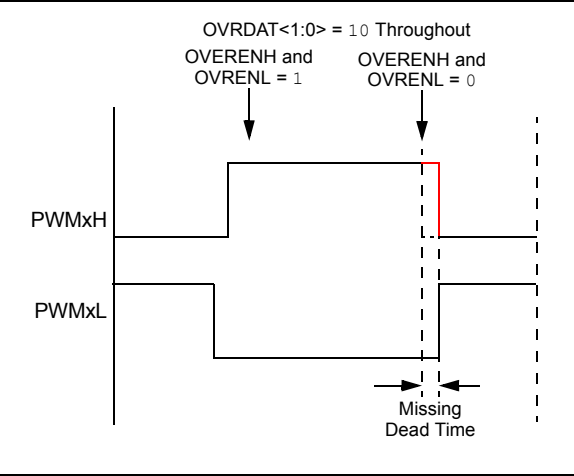 OVRDAT<1:0> = 10 Throughout
OVERENH and
OVRENL = 1
OVERENH and
OVRENL = 0
PWMxH
PWMxL
Missing
Dead Time